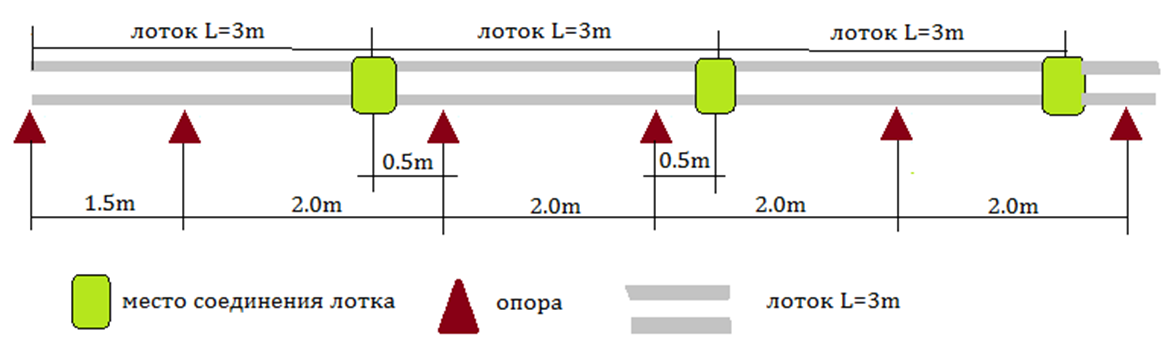 лоток L=3m лоток L=3m лоток L=3m
0.5m 0.5m
1.5m 2.0m 2.0m 2.0m 2.0m
место соединения лотка опора лоток L=3m